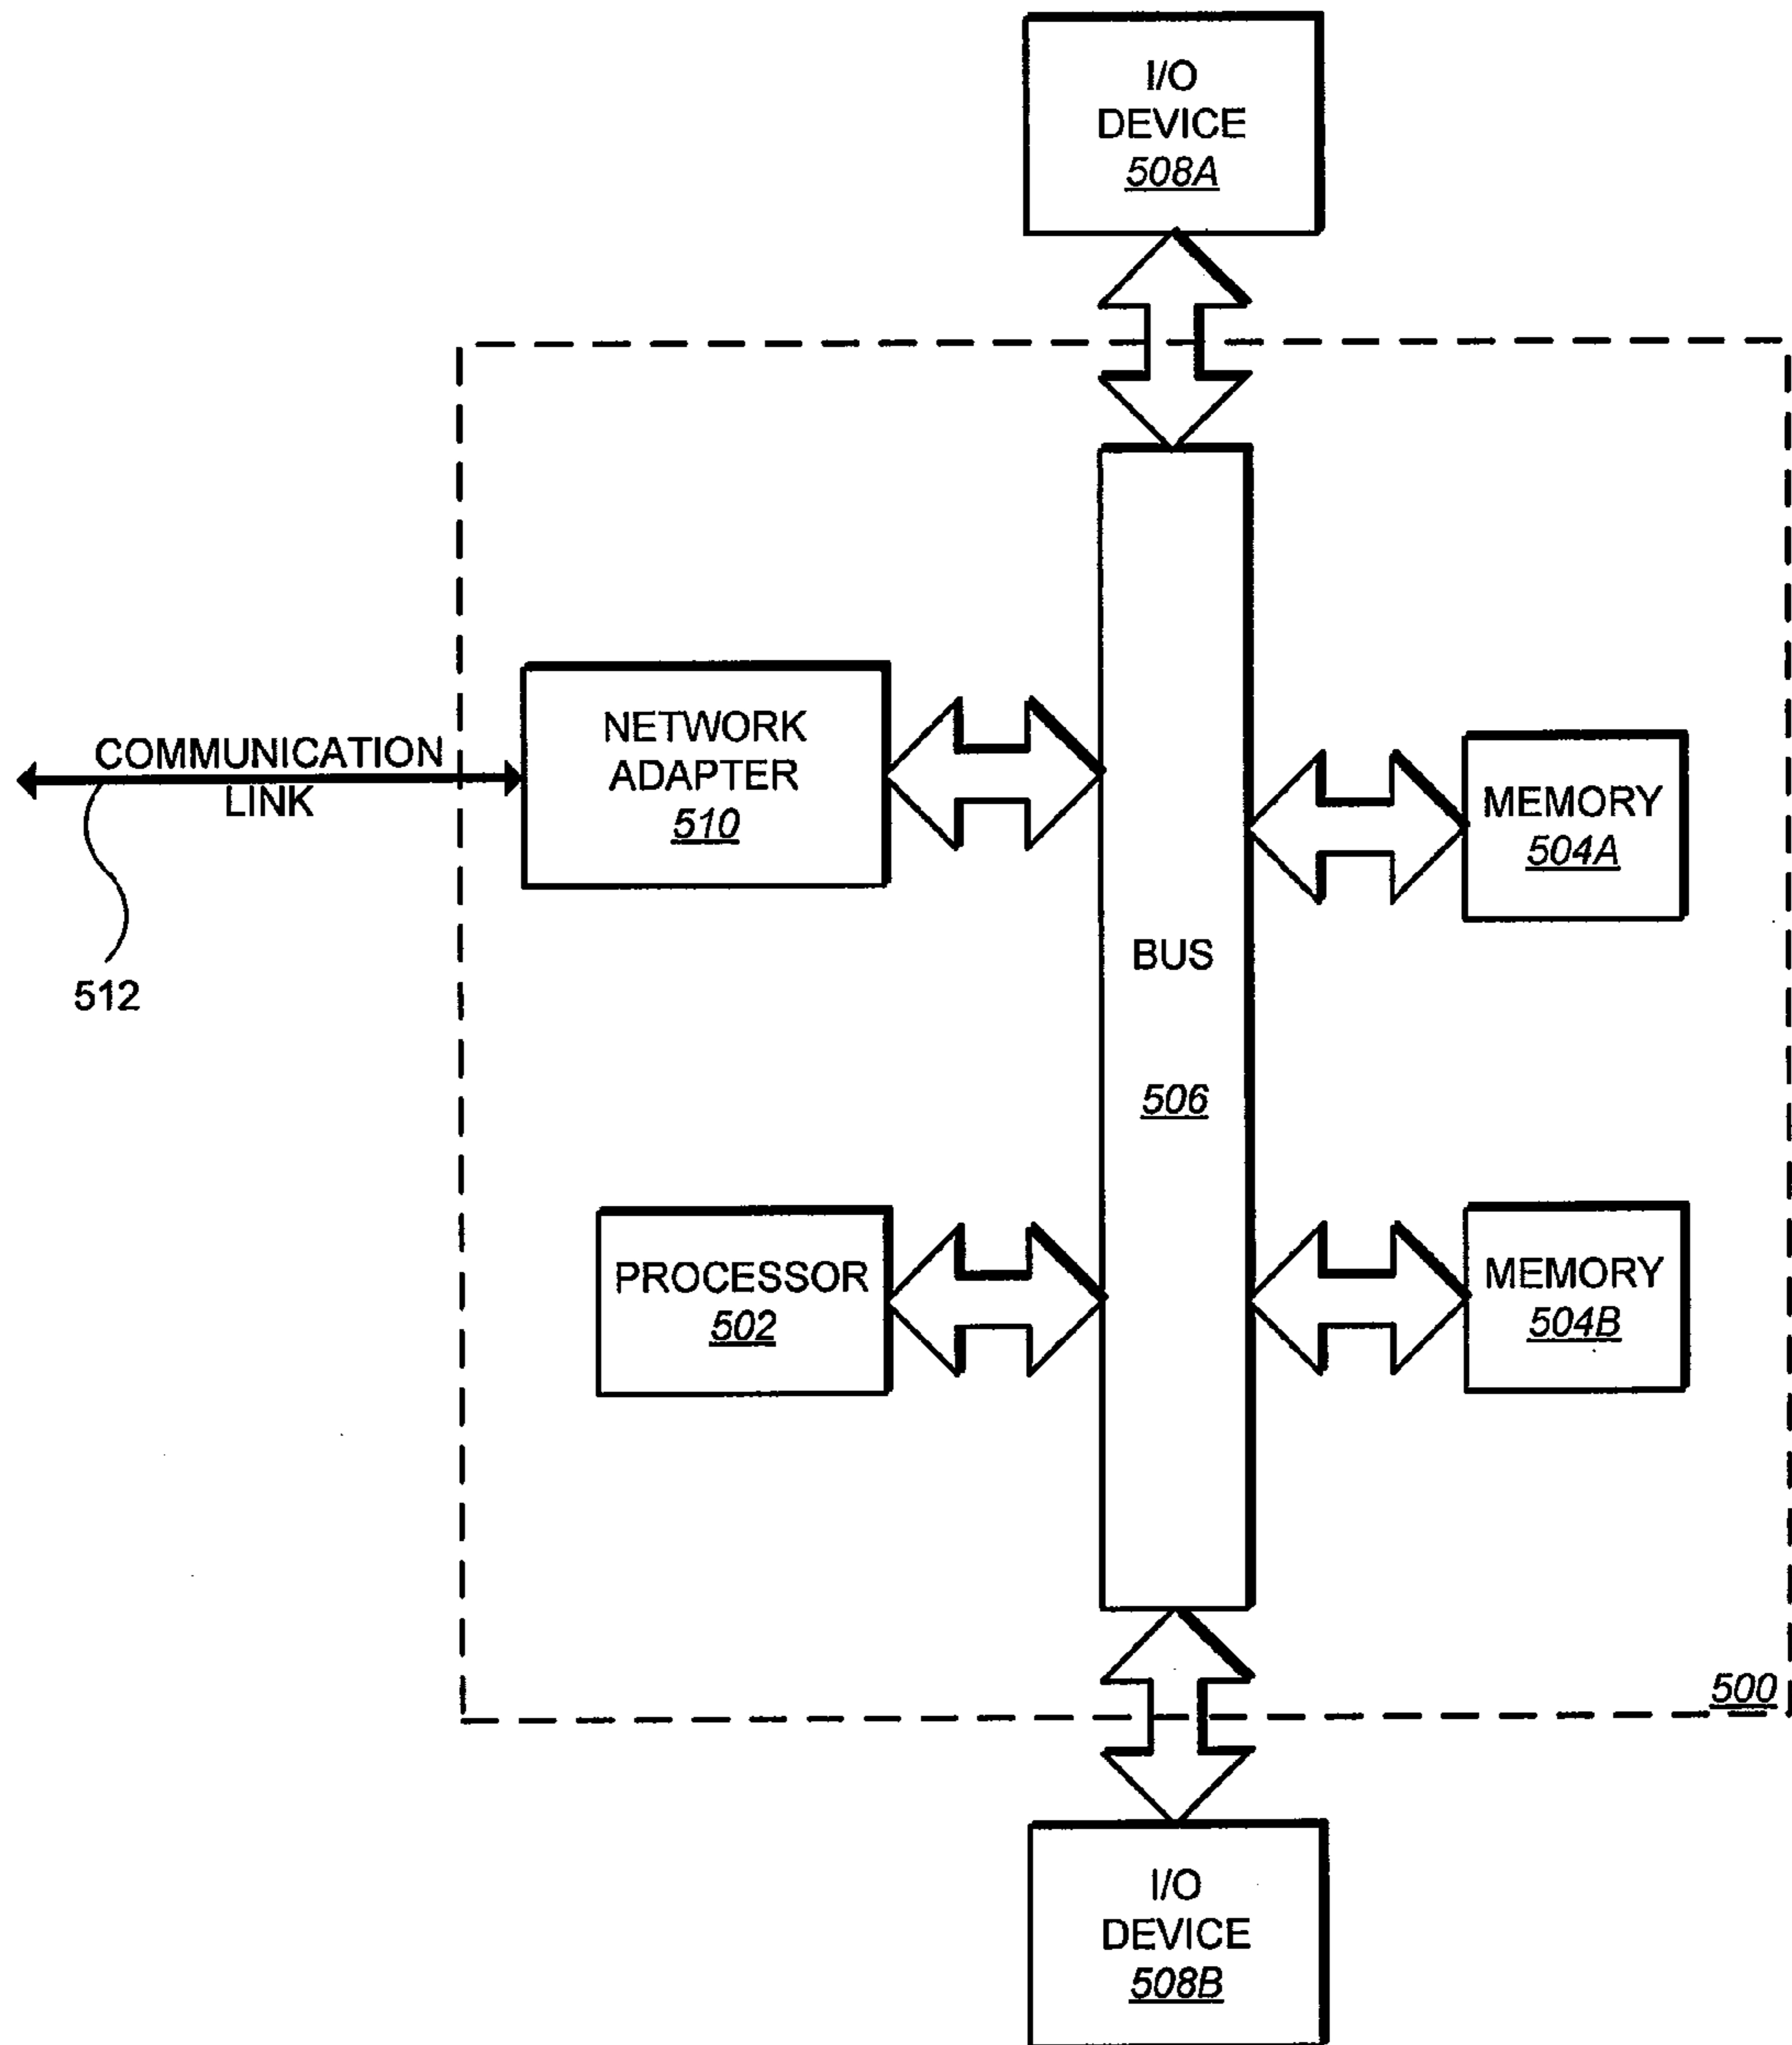 I/O
DEVICE
508A
NETWORK
ADAPTER
510
COMMUNICATION
LINK
512
MEMORY
504A
BUS
506
PROCESSOR
502
MEMORY
504B
500
I/O
DEVICE
508B